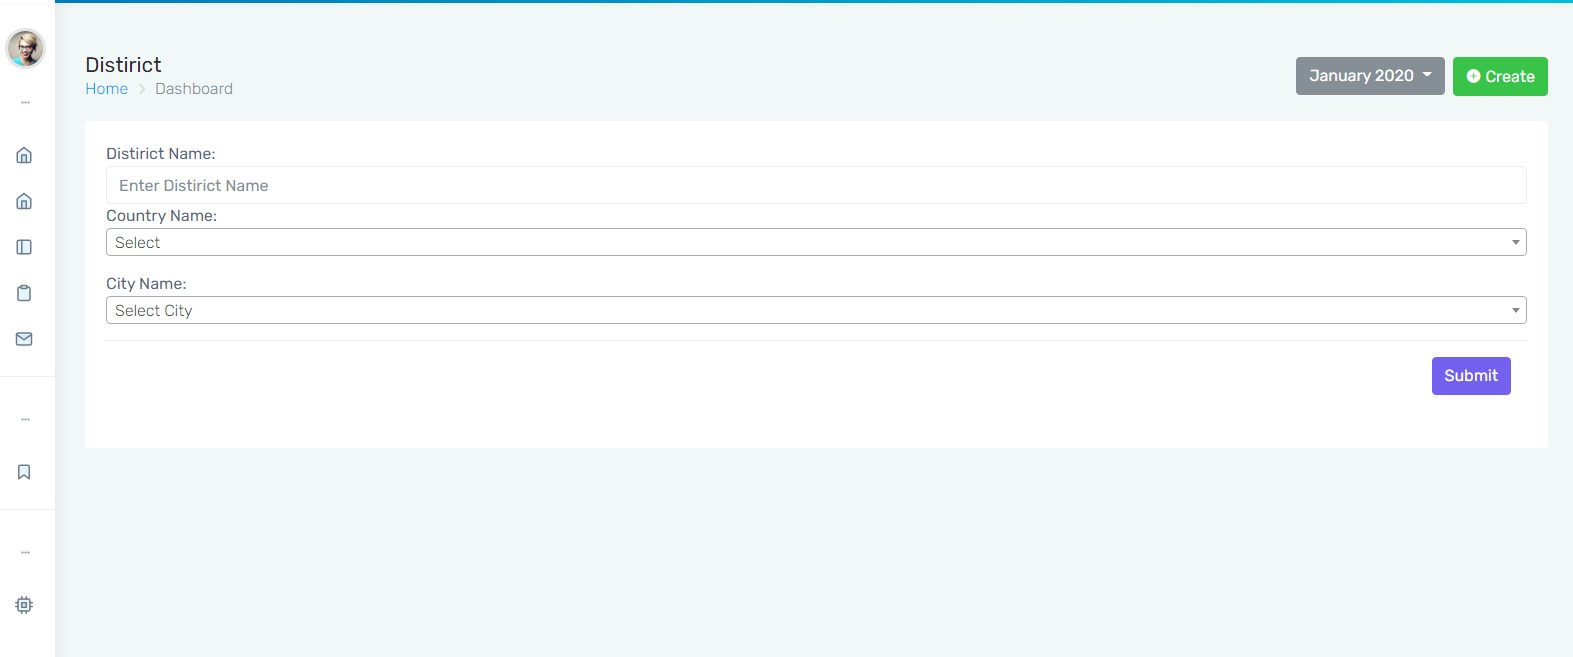 Distirict
Home > Dashboard
January 2020
Create
Distirict Name:
Enter Distirict Name
Country Name:
Select
City Name:
Select City
Submit